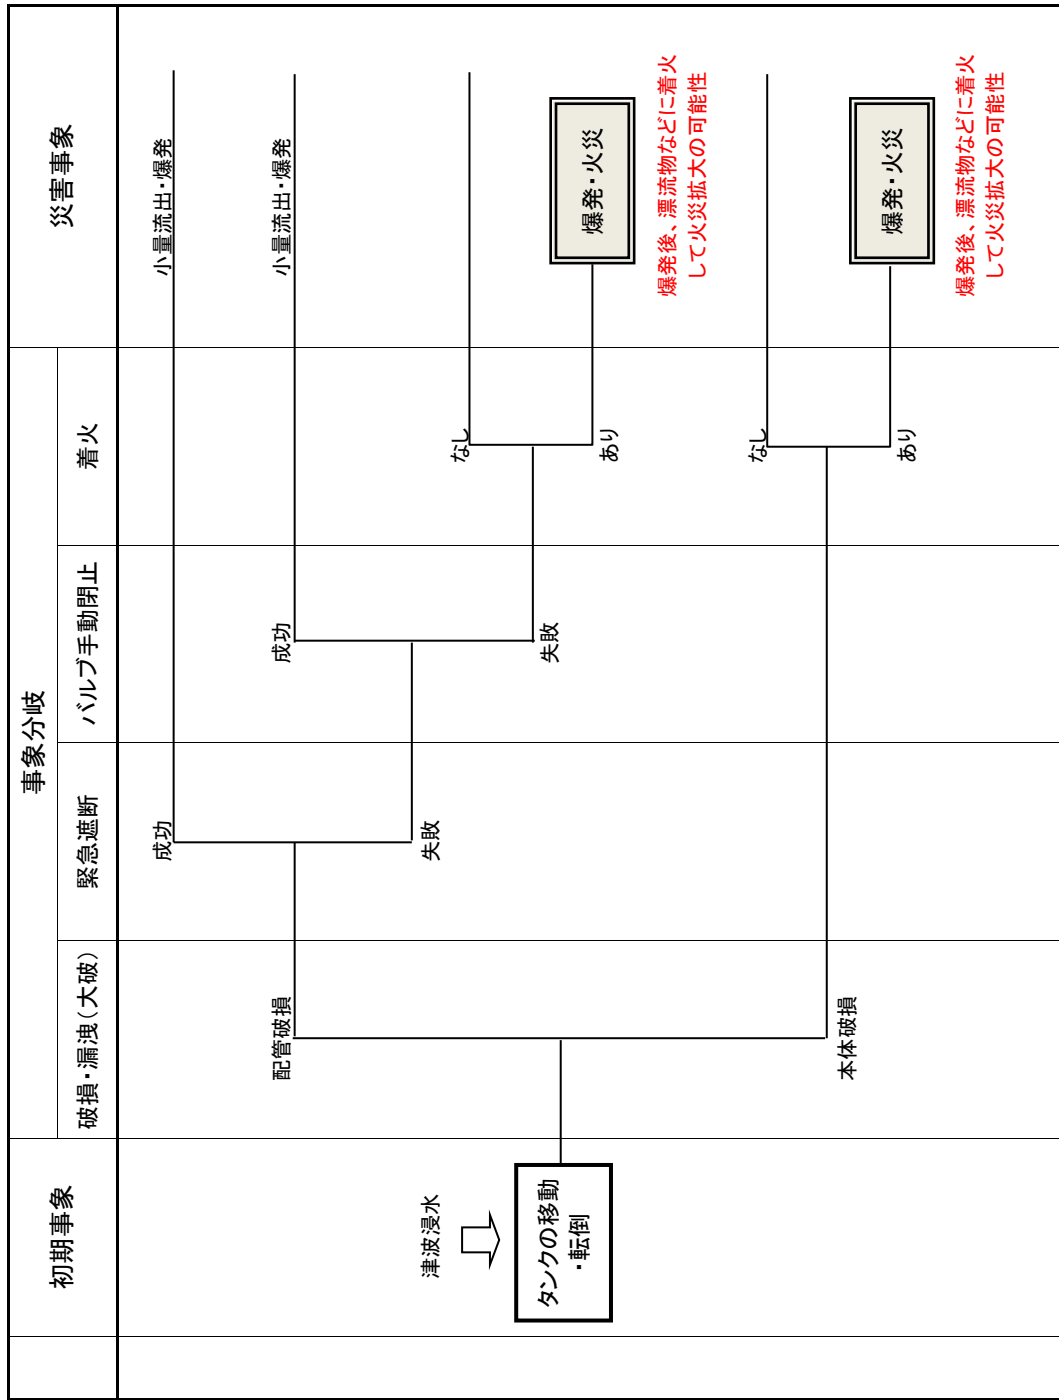 初期事象
事象分岐
災害事象
破損・漏洩（大破）
緊急遮断
バルブ手動閉止
着火
成功
小量流出・爆発
配管破損
成功
小量流出・爆発
津波浸水
失敗
なし
タンクの移動
・転倒
失敗
あり
爆発・火災
爆発後、漂流物などに着火
して火災拡大の可能性
なし
本体破損
あり
爆発・火災
爆発後、漂流物などに着火
して火災拡大の可能性